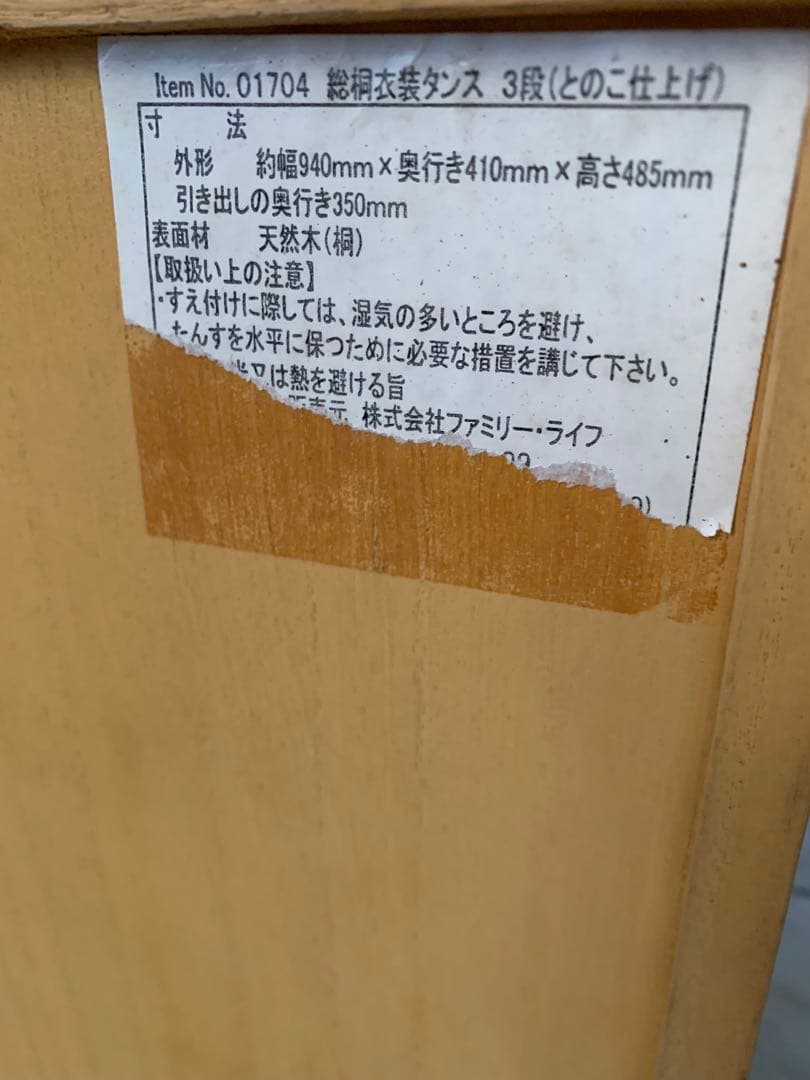 Item No. 01704 総桐衣装タンス 3段(とのこ仕上げ)
寸 法
外形 約幅940mm×奥行き410mm×高さ485mm
引き出しの奥行き350mm
表面材 天然木(桐)
【取扱い上の注意】
・すえ付けに際しては、湿気の多いところを避け、
たんすを水平に保つために必要な措置を講じて下さい。
又は熱を避ける旨
販売元 株式会社ファミリー・ライフ